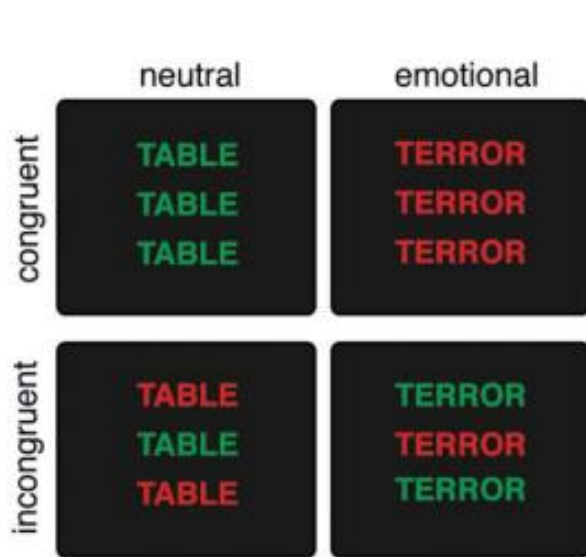 neutral emotional
congruent
TABLE
TABLE
TABLE
TERROR
TERROR
TERROR
incongruent
TABLE
TABLE
TABLE
TERROR
TERROR
TERROR